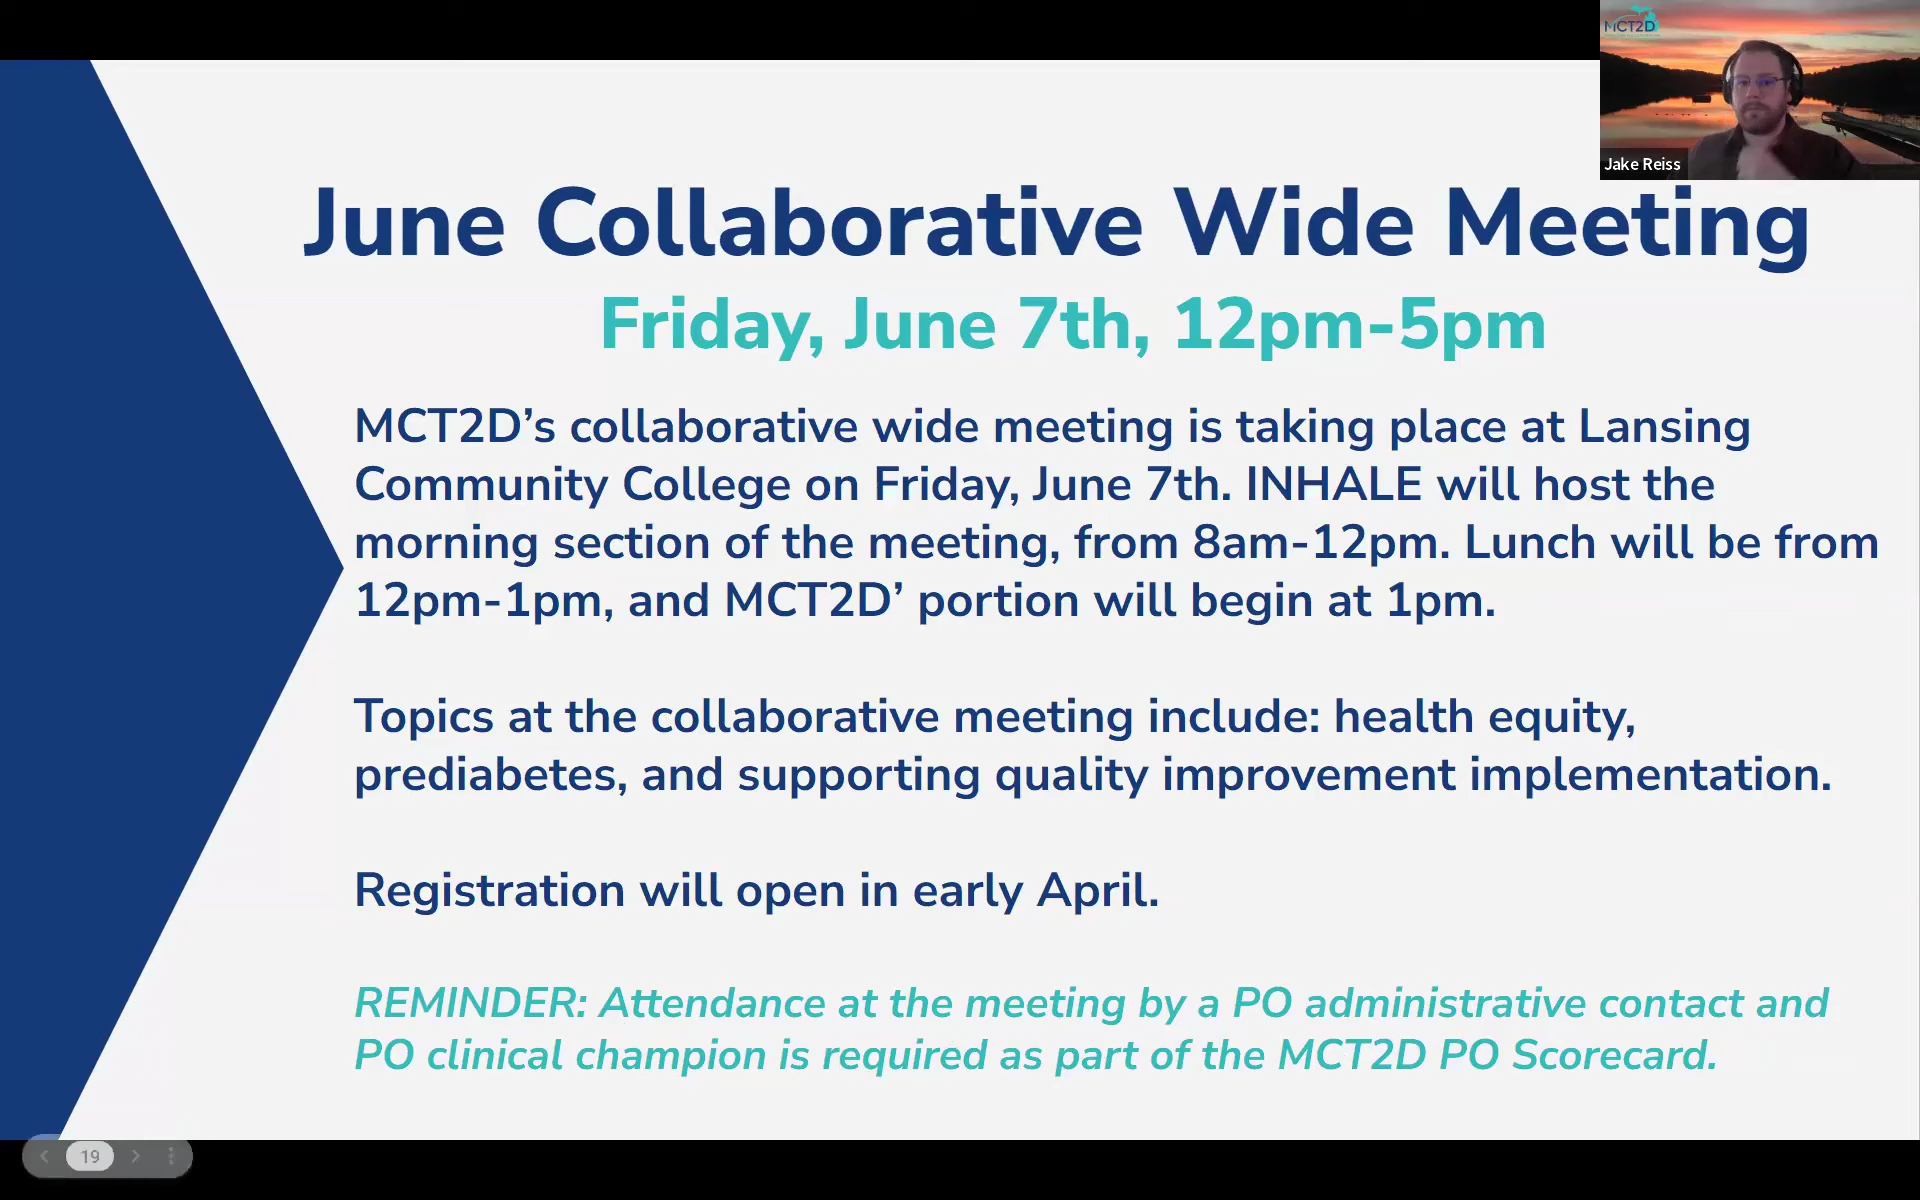 MCT2D
Jake Reiss
June Collaborative Wide Meeting
Friday, June 7th, 12pm-5pm
MCT2D’s collaborative wide meeting is taking place at Lansing
Community College on Friday, June 7th. INHALE will host the
morning section of the meeting, from 8am-12pm. Lunch will be from
12pm-1pm, and MCT2D’ portion will begin at 1pm.
Topics at the collaborative meeting include: health equity,
prediabetes, and supporting quality improvement implementation.
Registration will open in early April.
REMINDER: Attendance at the meeting by a PO administrative contact and
PO clinical champion is required as part of the MCT2D PO Scorecard.
19